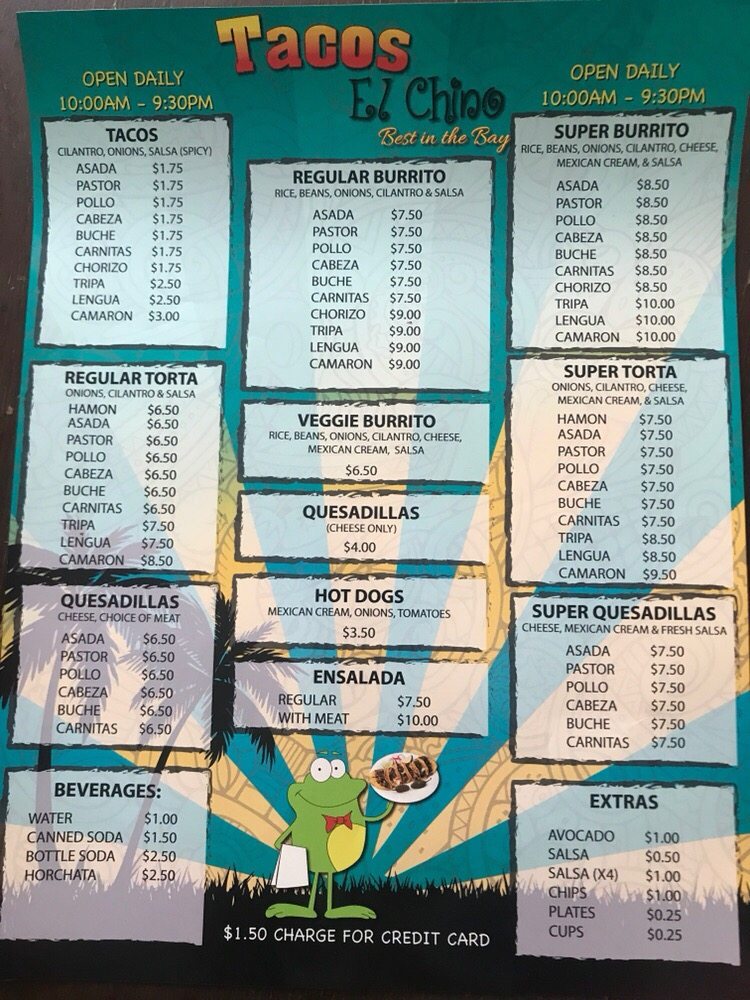 Tacos
El Chino
Best in the Bay
OPEN DAILY
10:00AM - 9:30PM
TACOS
CILANTRO, ONIONS, SALSA (SPICY)
ASADA $1.75
PASTOR $1.75
POLLO $1.75
CABEZA $1.75
BUCHE $1.75
CARNITAS $1.75
CHORIZO $1.75
TRIPA $2.50
LENGUA $2.50
CAMARON $3.00
REGULAR TORTA
ONIONS, CILANTRO & SALSA
HAMON $6.50
ASADA $6.50
PASTOR $6.50
POLLO $6.50
CABEZA $6.50
BUCHE $6.50
CARNITAS $6.50
TRIPA $7.50
LENGUA $7.50
CAMARON $8.50
QUESADILLAS
CHEESE, CHOICE OF MEAT
ASADA $6.50
PASTOR $6.50
POLLO $6.50
CABEZA $6.50
BUCHE $6.50
CARNITAS $6.50
BEVERAGES:
WATER $1.00
CANNED SODA $1.50
BOTTLE SODA $2.50
HORCHATA $2.50
REGULAR BURRITO
RICE, BEANS, ONIONS, CILANTRO & SALSA
ASADA $7.50
PASTOR $7.50
POLLO $7.50
CABEZA $7.50
BUCHE $7.50
CARNITAS $7.50
CHORIZO $9.00
TRIPA $9.00
LENGUA $9.00
CAMARON $9.00
VEGGIE BURRITO
RICE, BEANS, ONIONS, CILANTRO, CHEESE,
MEXICAN CREAM, SALSA
$6.50
QUESADILLAS
(CHEESE ONLY)
$4.00
HOT DOGS
MEXICAN CREAM, ONIONS, TOMATOES
$3.50
ENSALADA
REGULAR $7.50
WITH MEAT $10.00
$1.50 CHARGE FOR CREDIT CARD
OPEN DAILY
10:00AM - 9:30PM
SUPER BURRITO
RICE, BEANS, ONIONS, CILANTRO, CHEESE,
MEXICAN CREAM, & SALSA
ASADA $8.50
PASTOR $8.50
POLLO $8.50
CABEZA $8.50
BUCHE $8.50
CARNITAS $8.50
CHORIZO $8.50
TRIPA $10.00
LENGUA $10.00
CAMARON $10.00
SUPER TORTA
ONIONS, CILANTRO, CHEESE,
MEXICAN CREAM, & SALSA
HAMON $7.50
ASADA $7.50
PASTOR $7.50
POLLO $7.50
CABEZA $7.50
BUCHE $7.50
CARNITAS $7.50
TRIPA $8.50
LENGUA $8.50
CAMARON $9.50
SUPER QUESADILLAS
CHEESE, MEXICAN CREAM & FRESH SALSA
ASADA $7.50
PASTOR $7.50
POLLO $7.50
CABEZA $7.50
BUCHE $7.50
CARNITAS $7.50
EXTRAS
AVOCADO $1.00
SALSA $0.50
SALSA (X4) $1.00
CHIPS $1.00
PLATES $0.25
CUPS $0.25